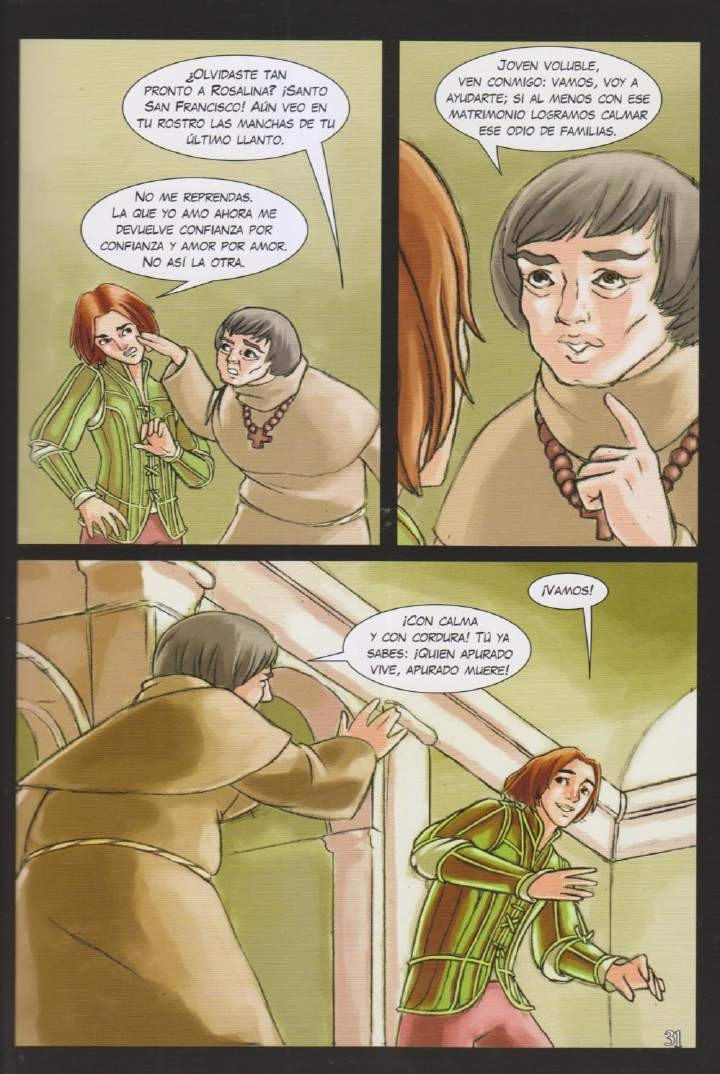 ¿OLVIDASTE TAN
PRONTO A ROSALINA? ¡SANTO
SAN FRANCISCO! AÚN VEO EN
TU ROSTRO LAS MANCHAS DE TU
ÚLTIMO LLANTO.
NO ME REPRENDAS.
LA QUE YO AMO AHORA ME
DEVUELVE CONFIANZA POR
CONFIANZA Y AMOR POR AMOR.
NO ASÍ LA OTRA.
JOVEN VOLUBLE,
VEN CONMIGO: VAMOS, VOY A
AYUDARTE; SI AL MENOS CON ESE
MATRIMONIO LOGRAMOS CALMAR
ESE ODIO DE FAMILIAS.
¡CON CALMA
Y CON CORDURA! TÚ YA
SABES: ¡QUIEN APURADO
VIVE, APURADO MUERE!
¡VAMOS!
31